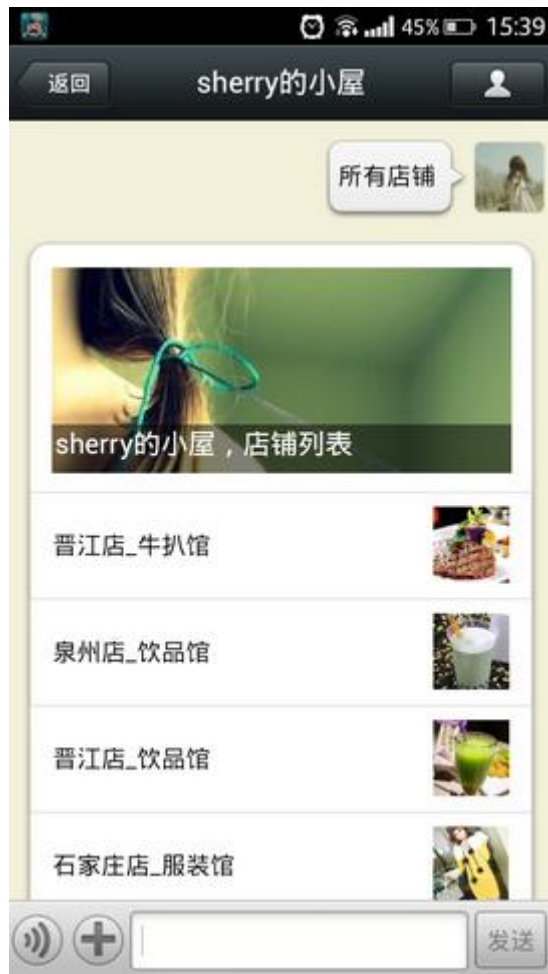 45% 15:39
返回 sherry的小屋
所有店铺
sherry的小屋，店铺列表
晋江店_牛扒馆
泉州店_饮品馆
晋江店_饮品馆
石家庄店_服装馆
发送